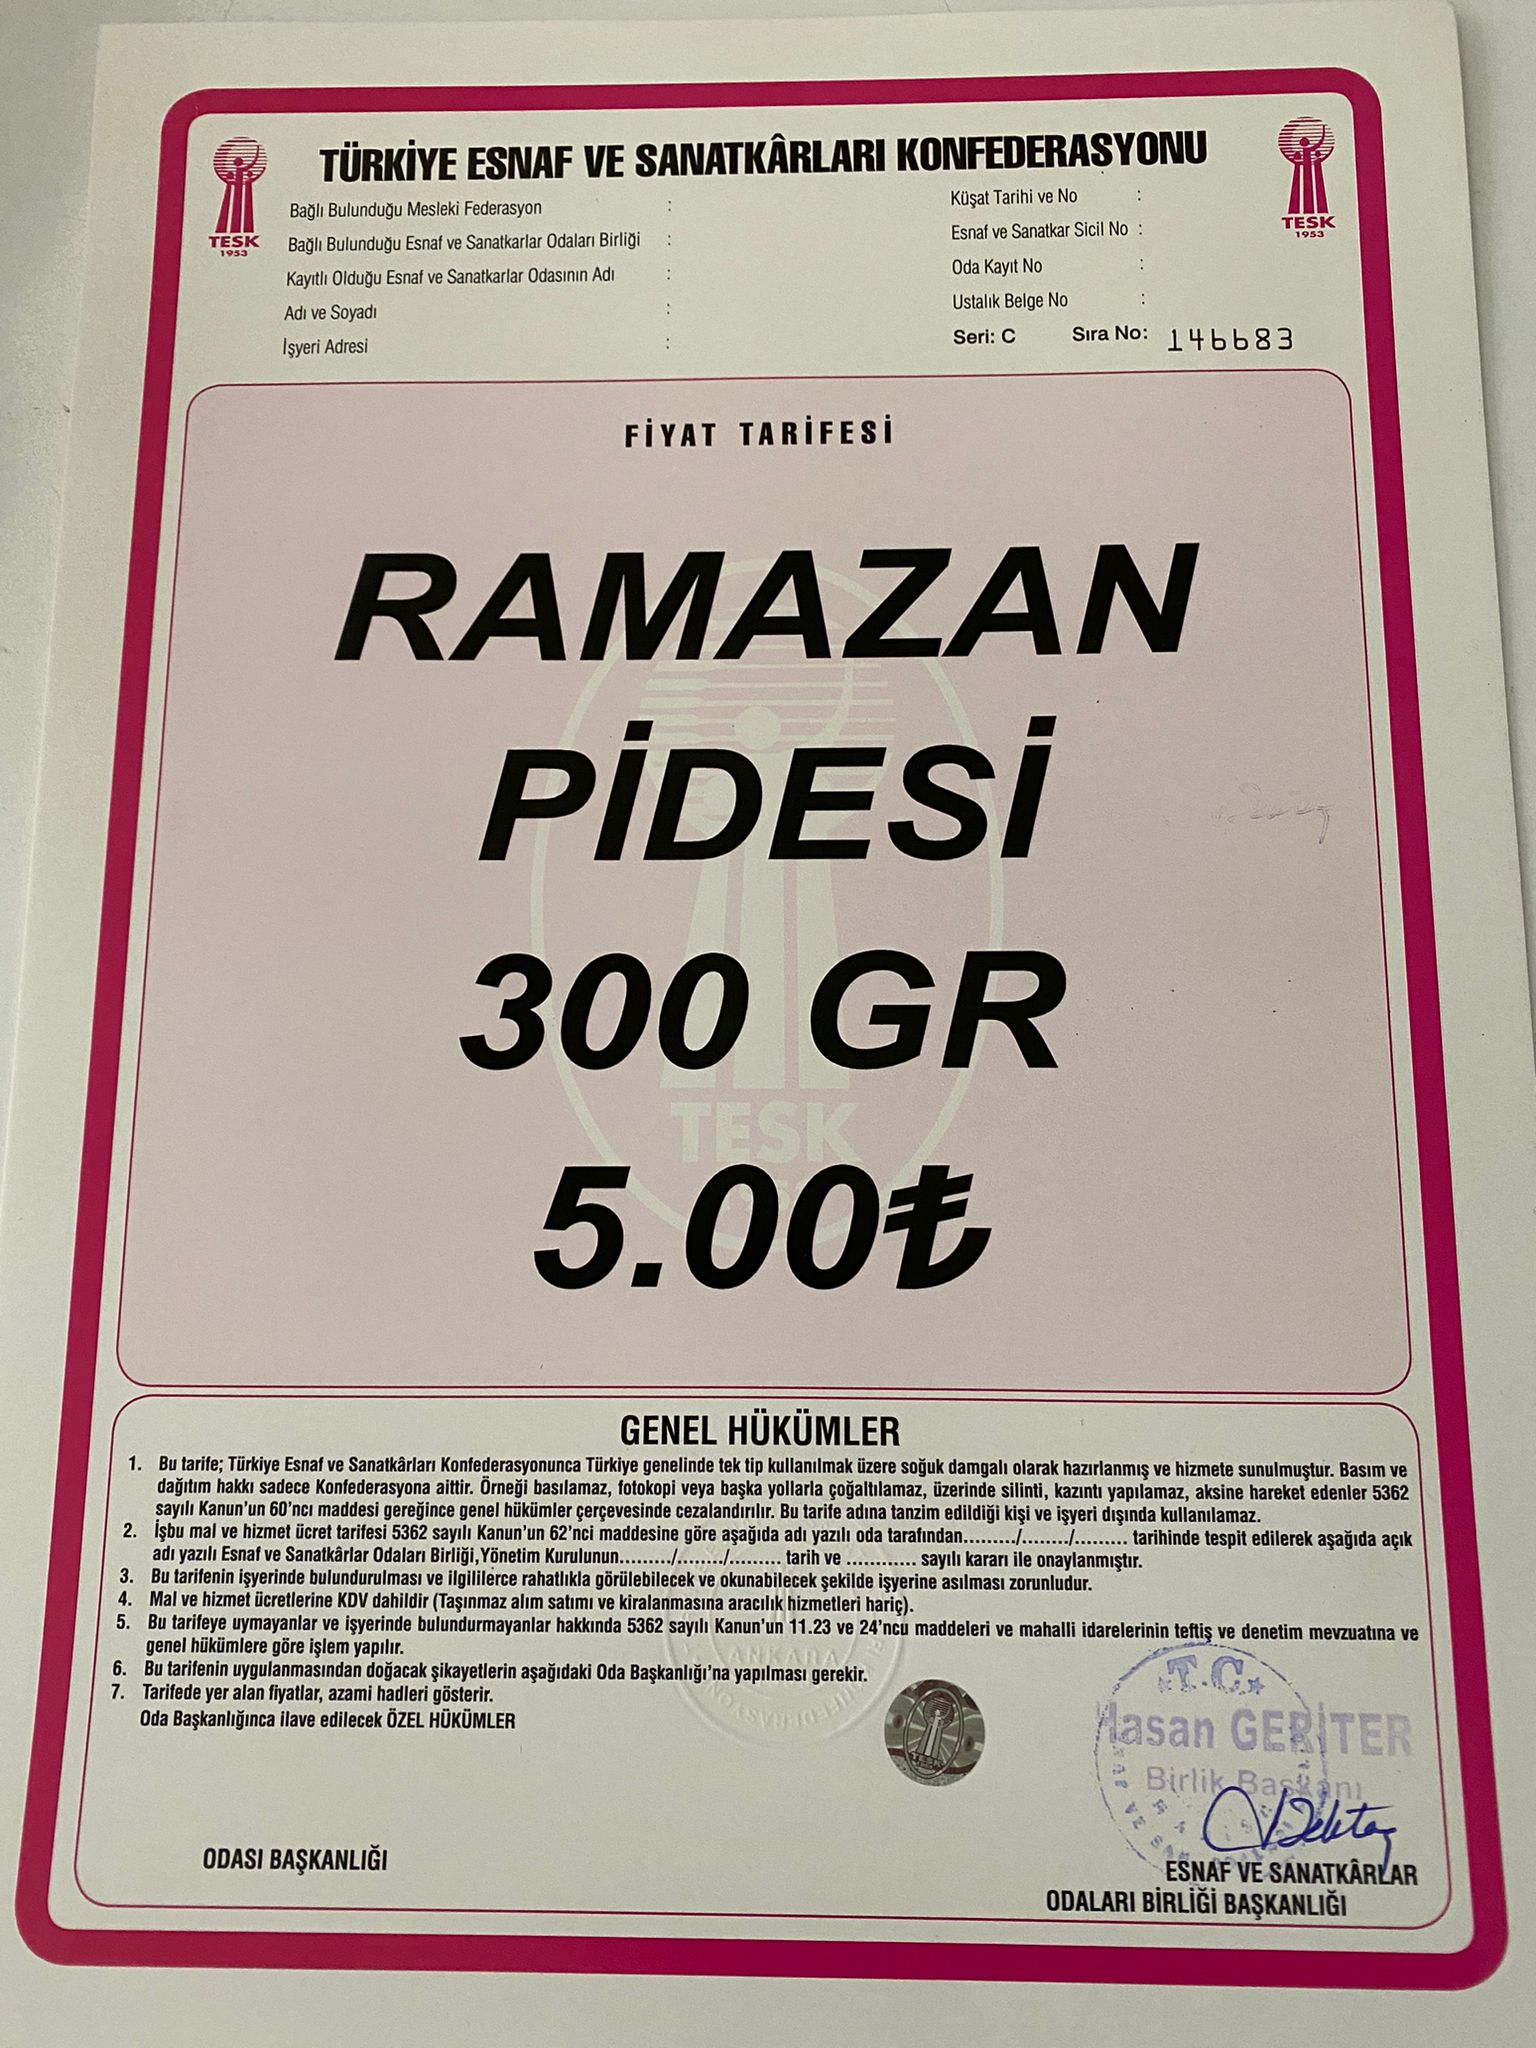 TÜRKİYE ESNAF VE SANATKÂRLARI KONFEDERASYONU
TESK
1953
TESK
1953
Bağlı Bulunduğu Mesleki Federasyon :
Bağlı Bulunduğu Esnaf ve Sanatkarlar Odaları Birliği :
Kayıtlı Olduğu Esnaf ve Sanatkarlar Odasının Adı :
Adı ve Soyadı :
İşyeri Adresi :
Küşat Tarihi ve No :
Esnaf ve Sanatkar Sicil No :
Oda Kayıt No :
Ustalık Belge No :
Seri: C Sıra No: 146683
FİYAT TARİFESİ
RAMAZAN
PİDESİ
300 GR
TESK
5.00₺
GENEL HÜKÜMLER
1. Bu tarife; Türkiye Esnaf ve Sanatkârları Konfederasyonunca Türkiye genelinde tek tip kullanılmak üzere soğuk damgalı olarak hazırlanmış ve hizmete sunulmuştur. Basım ve
dağıtım hakkı sadece Konfederasyona aittir. Örneği basılamaz, fotokopi veya başka yollarla çoğaltılamaz, üzerinde silinti, kazıntı yapılamaz, aksine hareket edenler 5362
sayılı Kanun'un 60'ncı maddesi gereğince genel hükümler çerçevesinde cezalandırılır. Bu tarife adına tanzim edildiği kişi ve işyeri dışında kullanılamaz.
2. İşbu mal ve hizmet ücret tarifesi 5362 sayılı Kanun'un 62'nci maddesine göre aşağıda adı yazılı oda tarafından........./......../......... tarihinde tespit edilerek aşağıda açık
adı yazılı Esnaf ve Sanatkârlar Odaları Birliği,Yönetim Kurulunun........./......../......... tarih ve ............ sayılı kararı ile onaylanmıştır.
3. Bu tarifenin işyerinde bulundurulması ve ilgililerce rahatlıkla görülebilecek ve okunabilecek şekilde işyerine asılması zorunludur.
4. Mal ve hizmet ücretlerine KDV dahildir (Taşınmaz alım satımı ve kiralanmasına aracılık hizmetleri hariç).
5. Bu tarifeye uymayanlar ve işyerinde bulundurmayanlar hakkında 5362 sayılı Kanun'un 11.23 ve 24'ncu maddeleri ve mahalli idarelerinin teftiş ve denetim mevzuatına ve
genel hükümlere göre işlem yapılır.
6. Bu tarifenin uygulanmasından doğacak şikayetlerin aşağıdaki Oda Başkanlığı'na yapılması gerekir.
7. Tarifede yer alan fiyatlar, azami hadleri gösterir.
Oda Başkanlığınca ilave edilecek ÖZEL HÜKÜMLER
ANKARA
TESK
T.C.
Hasan GERİTER
Birlik Başkanı
ODASI BAŞKANLIĞI
ESNAF VE SANATKÂRLAR
ODALARI BİRLİĞİ BAŞKANLIĞI